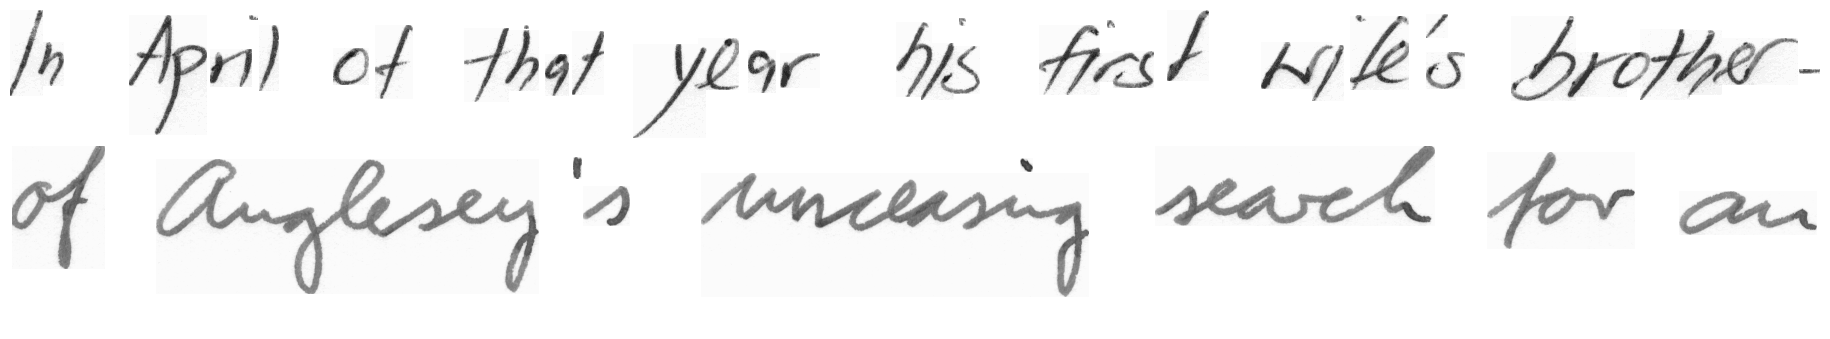 In April of that year his first wife's brother-
of Anglesey's unceasing search for an